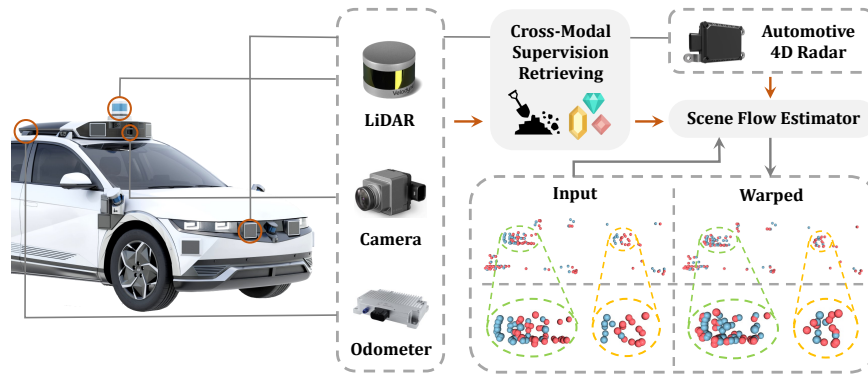 LiDAR
Camera
Odometer
Cross-Modal
Supervision
Retrieving
Automotive
4D Radar
Scene Flow Estimator
Input
Warped